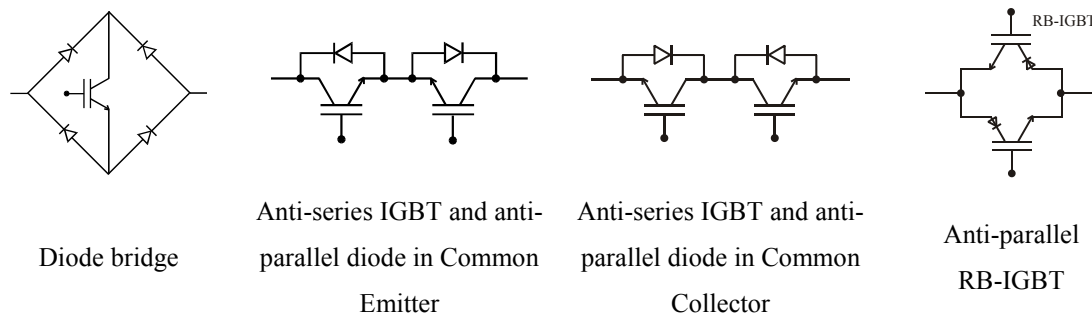 RB-IGBT
Diode bridge
Anti-series IGBT and anti-
parallel diode in Common
Emitter
Anti-series IGBT and anti-
parallel diode in Common
Collector
Anti-parallel
RB-IGBT